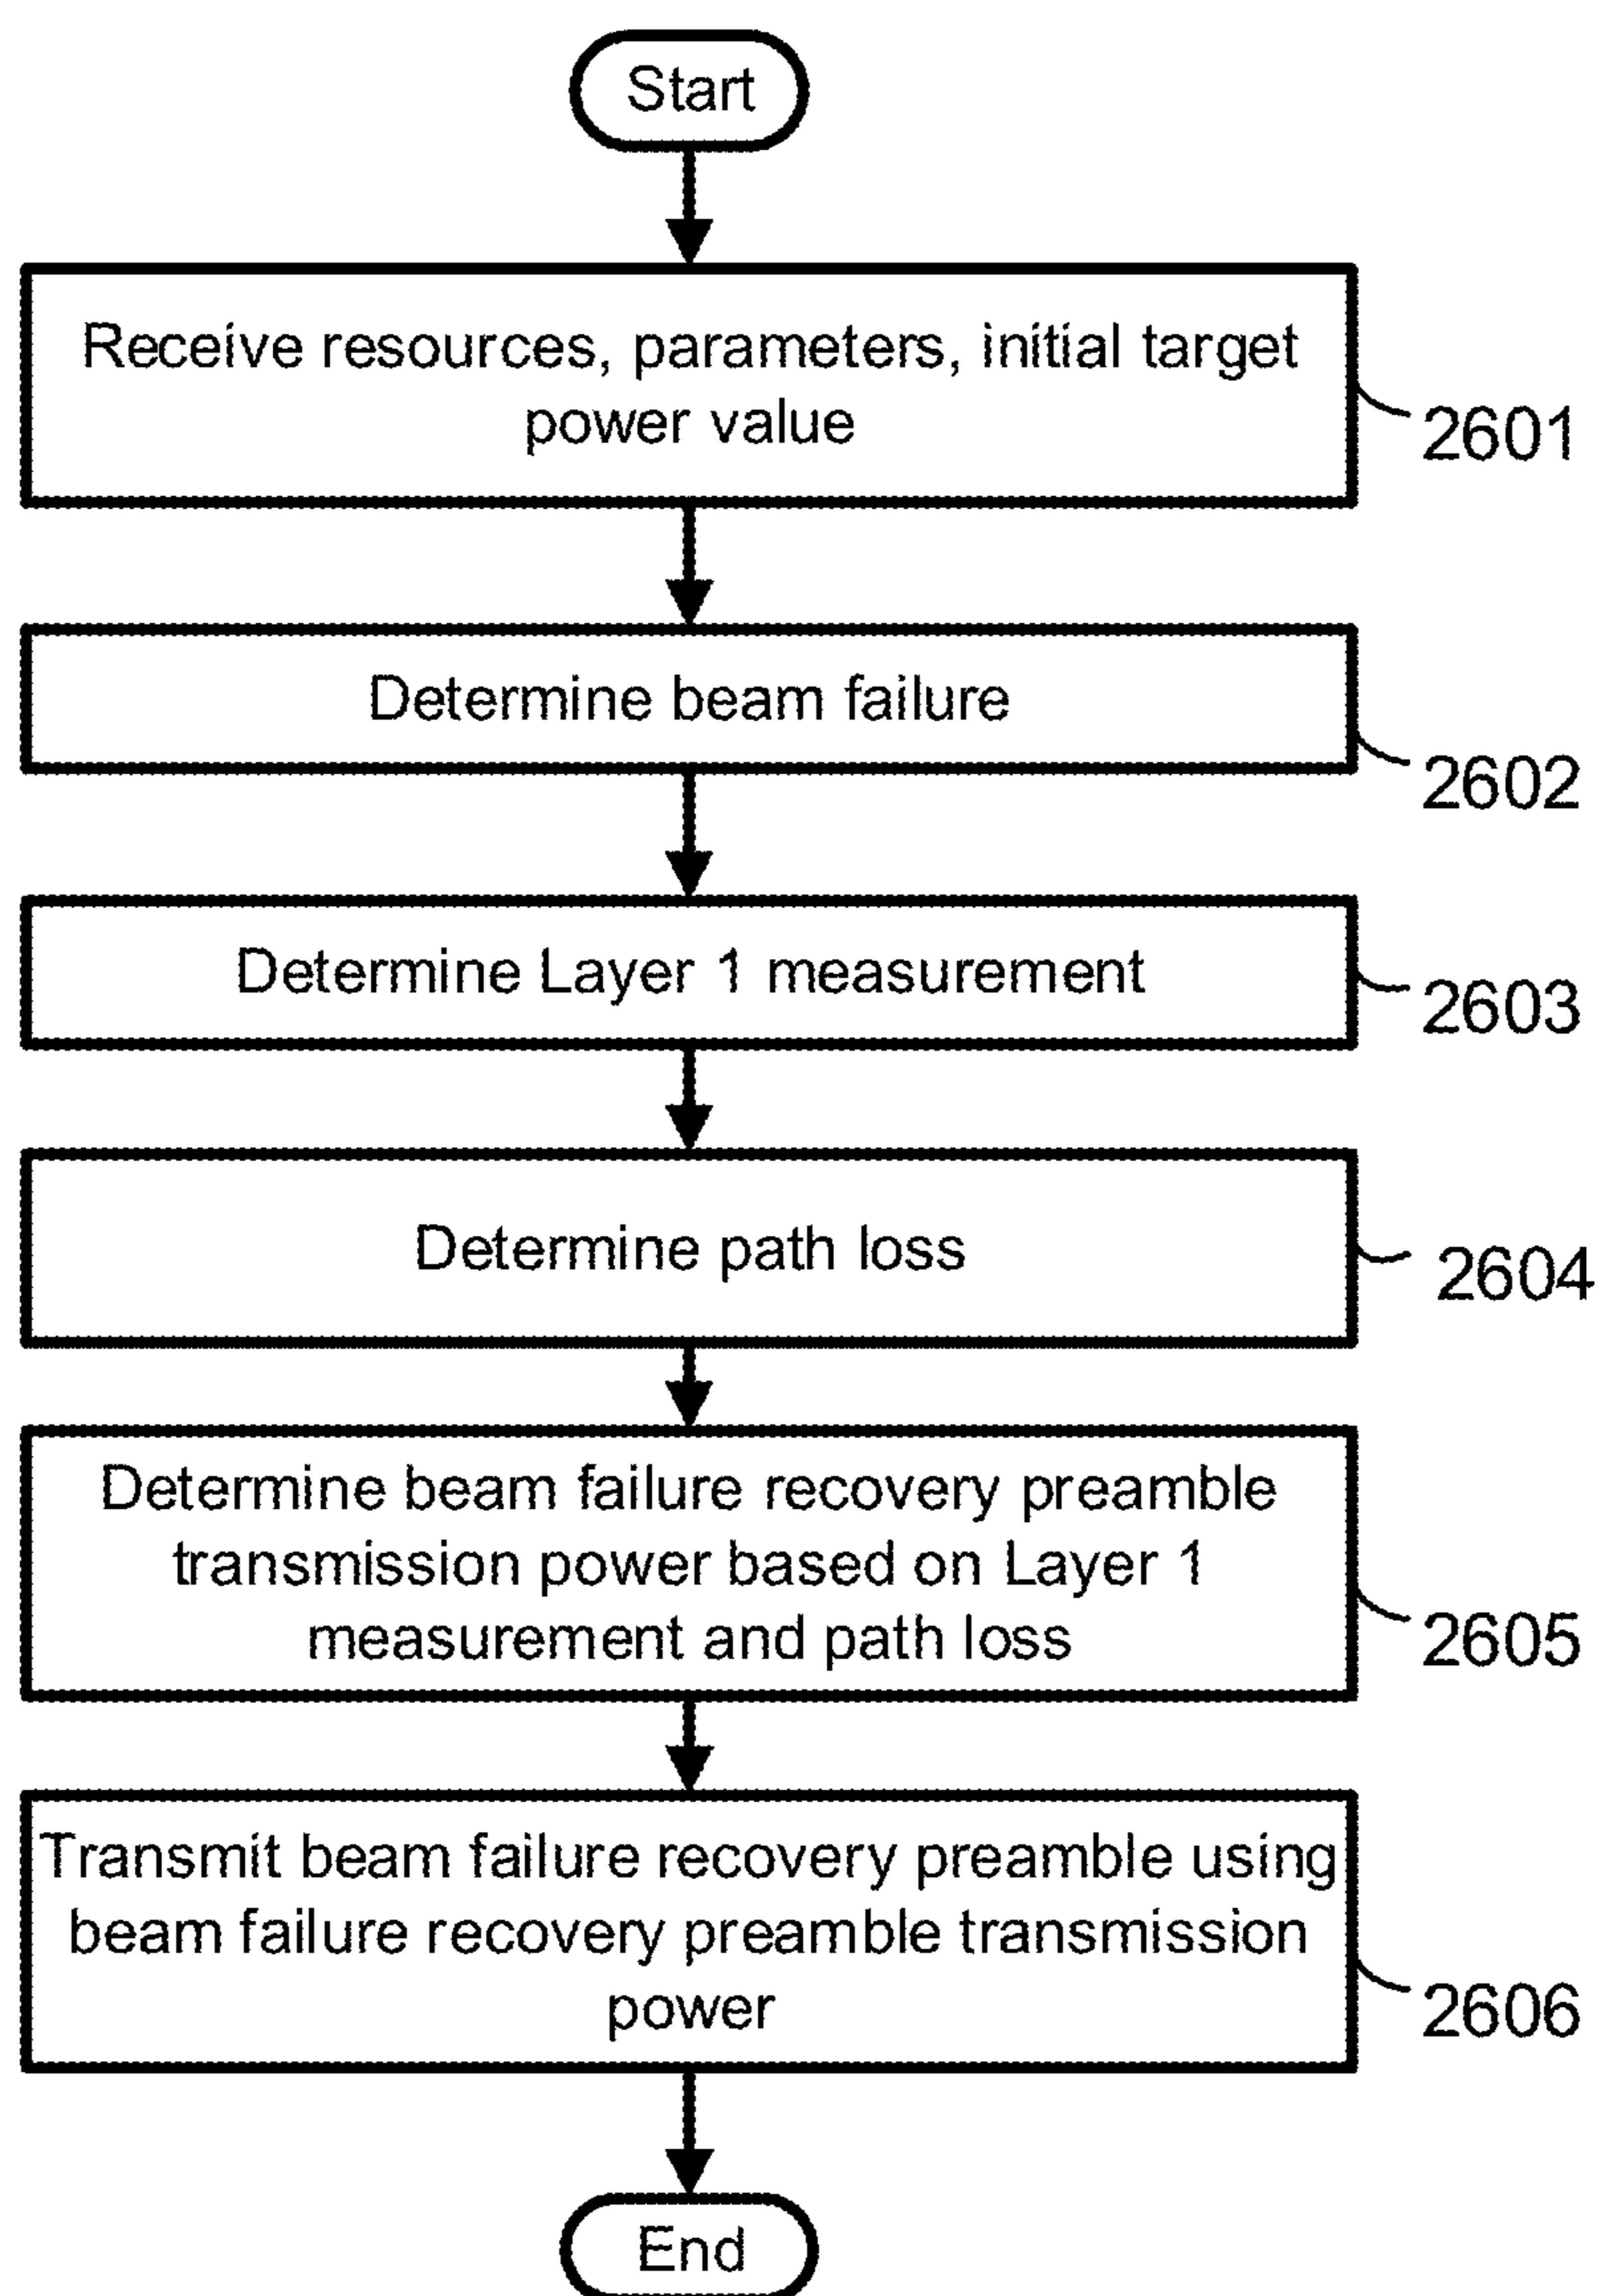 Start
Receive resources, parameters, initial target
power value
2601
Determine beam failure
2602
Determine Layer 1 measurement
2603
Determine path loss
2604
Determine beam failure recovery preamble
transmission power based on Layer 1
measurement and path loss
2605
Transmit beam failure recovery preamble using
beam failure recovery preamble transmission
power
2606
End